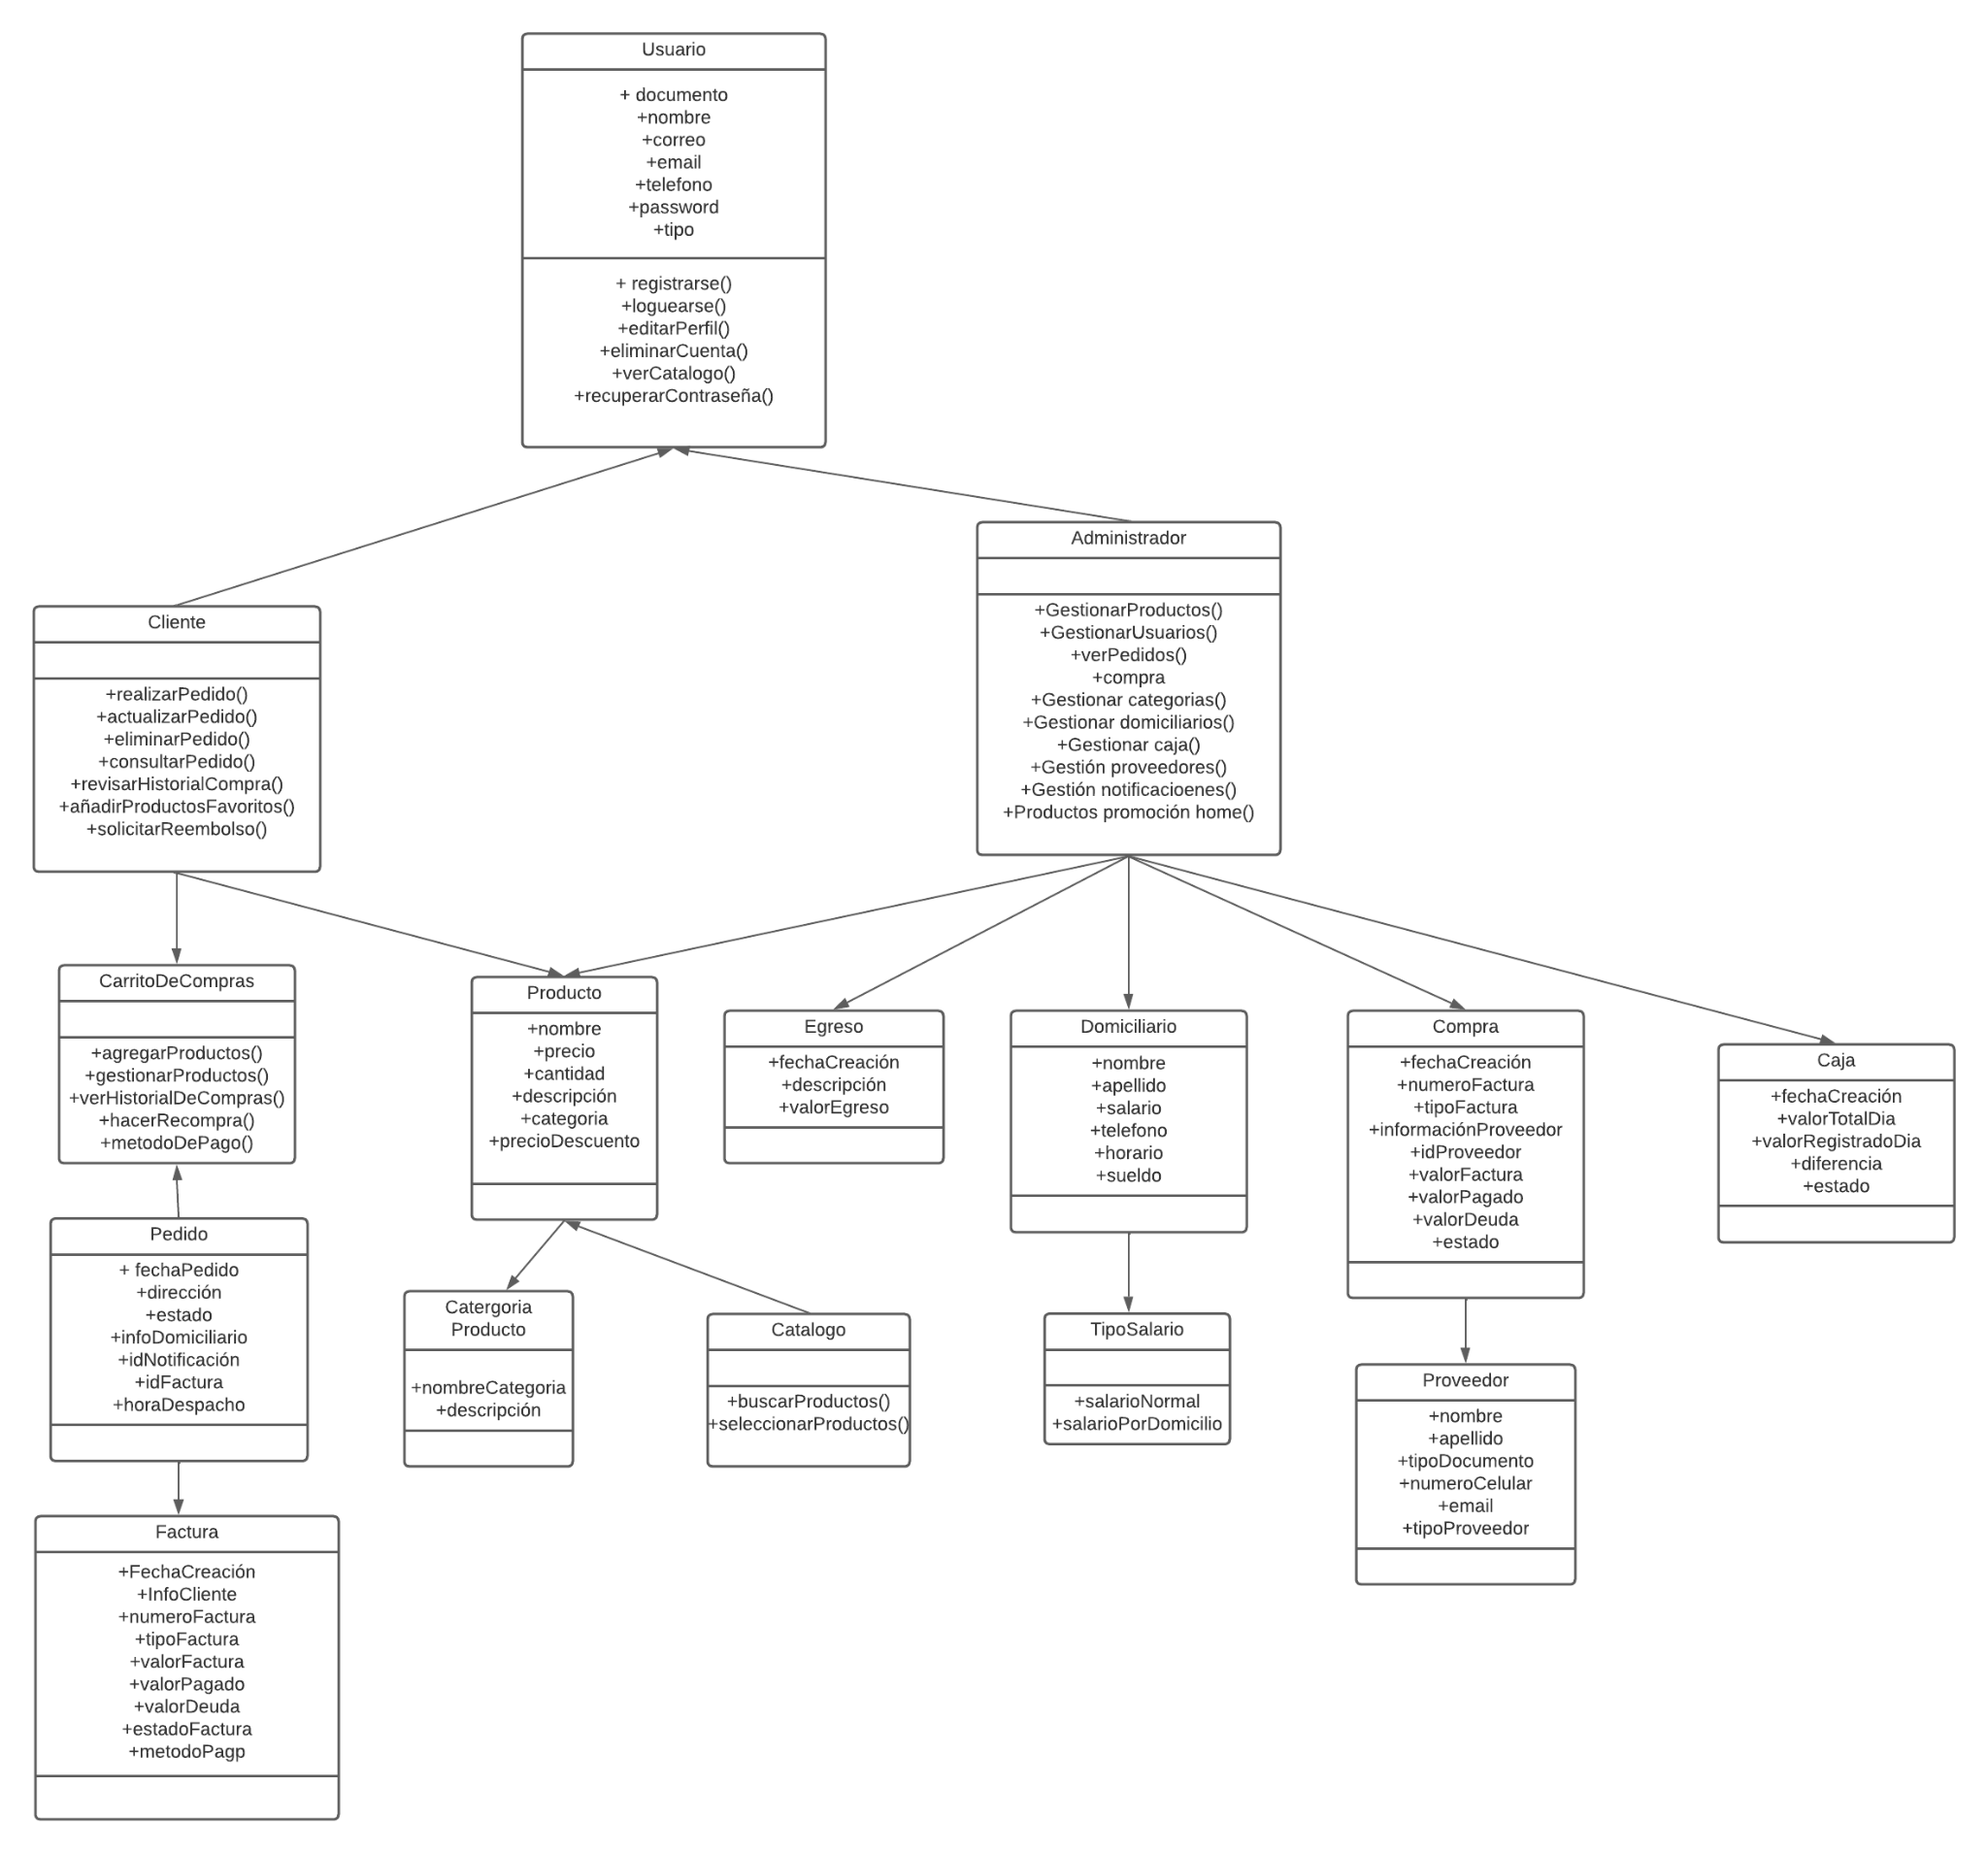 Usuario
+ documento
+nombre
+correo
+email
+telefono
+password
+tipo
+ registrarse()
+loguearse()
+editarPerfil()
+eliminarCuenta()
+verCatalogo()
+recuperarContraseña()
Administrador
+GestionarProductos()
+GestionarUsuarios()
+verPedidos()
+compra
+Gestionar categorias()
+Gestionar domiciliarios()
+Gestionar caja()
+Gestión proveedores()
+Gestión notificacioenes()
+Productos promoción home()
Cliente
+realizarPedido()
+actualizarPedido()
+eliminarPedido()
+consultarPedido()
+revisarHistorialCompra()
+añadirProductosFavoritos()
+solicitarReembolso()
CarritoDeCompras
+agregarProductos()
+gestionarProductos()
+verHistorialDeCompras()
+hacerRecompra()
+metodoDePago()
Producto
+nombre
+precio
+cantidad
+descripción
+categoria
+precioDescuento
Egreso
+fechaCreación
+descripción
+valorEgreso
Domiciliario
+nombre
+apellido
+salario
+telefono
+horario
+sueldo
Compra
+fechaCreación
+numeroFactura
+tipoFactura
+informaciónProveedor
+idProveedor
+valorFactura
+valorPagado
+valorDeuda
+estado
Caja
+fechaCreación
+valorTotalDia
+valorRegistradoDia
+diferencia
+estado
Pedido
+ fechaPedido
+dirección
+estado
+infoDomiciliario
+idNotificación
+idFactura
+horaDespacho
Catergoria
Producto
+nombreCategoria
+descripción
Catalogo
+buscarProductos()
+seleccionarProductos()
TipoSalario
+salarioNormal
+salarioPorDomicilio
Proveedor
+nombre
+apellido
+tipoDocumento
+numeroCelular
+email
+tipoProveedor
Factura
+FechaCreación
+InfoCliente
+numeroFactura
+tipoFactura
+valorFactura
+valorPagado
+valorDeuda
+estadoFactura
+metodoPagp